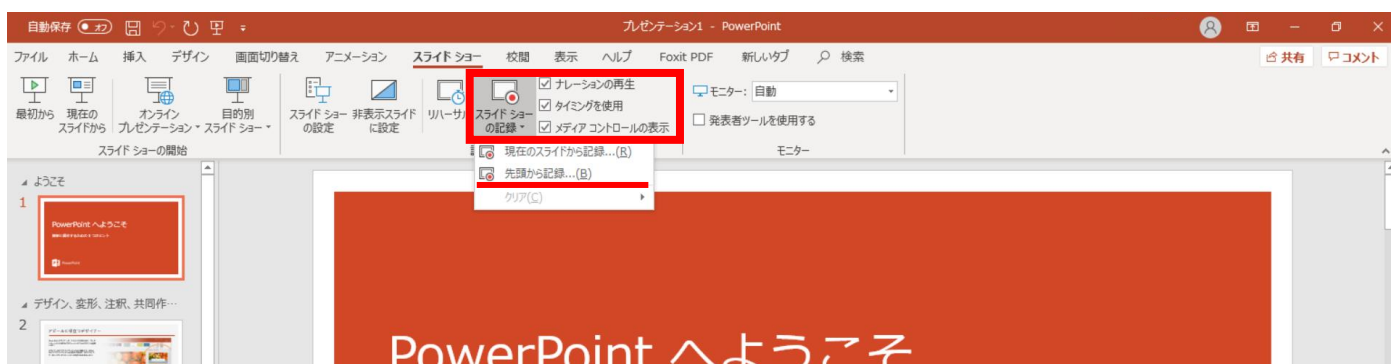 自動保存 オフ プレゼンテーション1 - PowerPoint
ファイル ホーム 挿入 デザイン 画面切り替え アニメーション スライド ショー 校閲 表示 ヘルプ Foxit PDF 新しいタブ 検索 共有 コメント
最初から
現在の
スライドから
オンライン
プレゼンテーション
目的別
スライド ショー
スライド ショー
の設定
非表示スライド
に設定
リハーサル
スライド ショー
の記録
ナレーションの再生
タイミングを使用
メディア コントロールの表示
モニター: 自動
発表者ツールを使用する
スライド ショーの開始
モニター
現在のスライドから記録...(R)
先頭から記録...(B)
クリア(C)
ようこそ
1
PowerPoint へようこそ
PowerPoint
デザイン、変形、注釈、共同作…
2
PowerPoint へようこそ